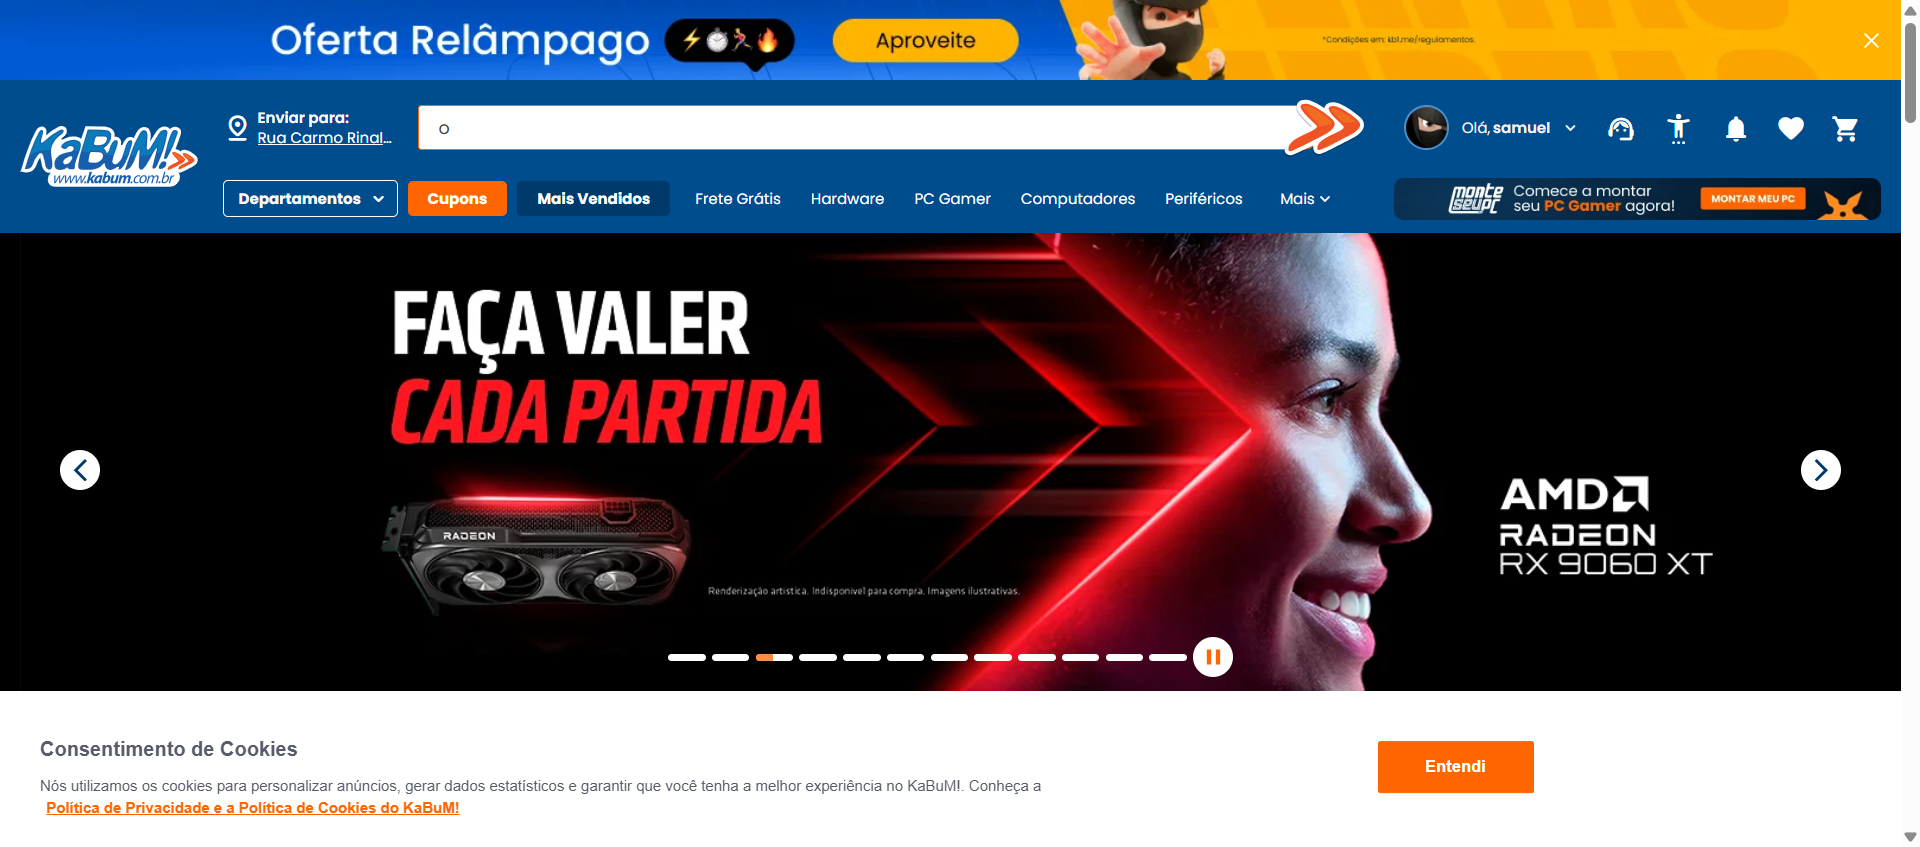 Oferta Relâmpago
Aproveite
*Condições em: kbl.me/regulamentos.
KaBuM!
www.kabum.com.br
Enviar para:
Rua Carmo Rinal...
O
Olá, samuel
Departamentos
Cupons
Mais Vendidos
Frete Grátis
Hardware
PC Gamer
Computadores
Periféricos
Mais
monte
seu pc
Comece a montar
seu PC Gamer agora!
MONTAR MEU PC
FAÇA VALER
CADA PARTIDA
RADEON
Renderização artística. Indisponível para compra. Imagens ilustrativas.
AMD
RADEON
RX 9060 XT
Consentimento de Cookies
Nós utilizamos os cookies para personalizar anúncios, gerar dados estatísticos e garantir que você tenha a melhor experiência no KaBuM!. Conheça a
Política de Privacidade e a Política de Cookies do KaBuM!
Entendi